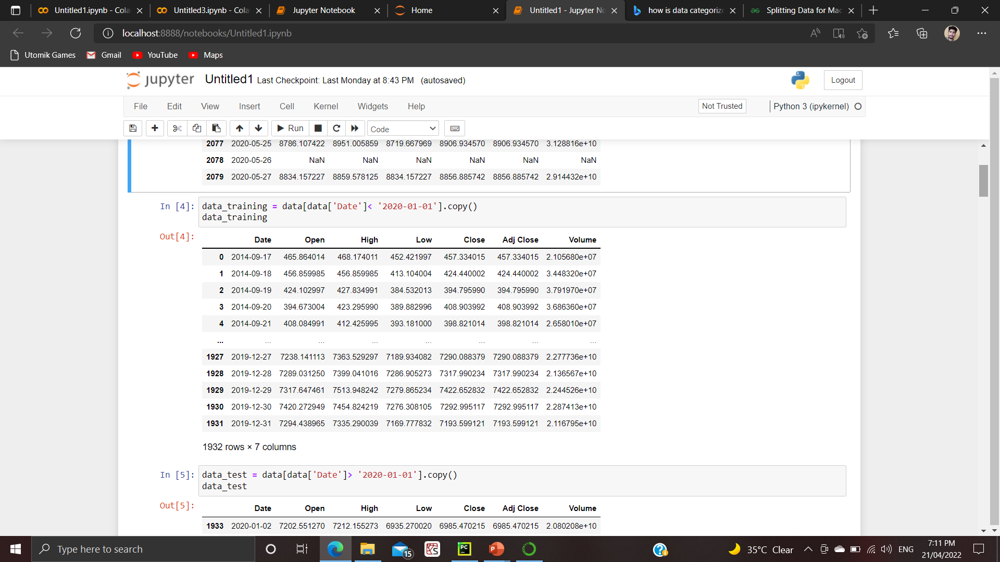 Untitled1.ipynb - Cola
Untitled3.ipynb - Cola
Jupyter Notebook
Home
Untitled1 - Jupyter No
how is data categorize
Splitting Data for Mac
localhost:8888/notebooks/Untitled1.ipynb
Utomik Games Gmail YouTube Maps
jupyter Untitled1 Last Checkpoint: Last Monday at 8:43 PM (autosaved) Logout
File Edit View Insert Cell Kernel Widgets Help Not Trusted Python 3 (ipykernel)
Run Code
2077 2020-05-25 8786.107422 8951.005859 8719.667969 8906.934570 8906.934570 3.128816e+10
2078 2020-05-26 NaN NaN NaN NaN NaN NaN
2079 2020-05-27 8834.157227 8859.578125 8834.157227 8856.885742 8856.885742 2.914432e+10
In [4]: data_training = data[data['Date']< '2020-01-01'].copy()
data_training
Out[4]:
Date Open High Low Close Adj Close Volume
0 2014-09-17 465.864014 468.174011 452.421997 457.334015 457.334015 2.105680e+07
1 2014-09-18 456.859985 456.859985 413.104004 424.440002 424.440002 3.448320e+07
2 2014-09-19 424.102997 427.834991 384.532013 394.795990 394.795990 3.791970e+07
3 2014-09-20 394.673004 423.295990 389.882996 408.903992 408.903992 3.686360e+07
4 2014-09-21 408.084991 412.425995 393.181000 398.821014 398.821014 2.658010e+07
... ... ... ... ... ... ... ...
1927 2019-12-27 7238.141113 7363.529297 7189.934082 7290.088379 7290.088379 2.277736e+10
1928 2019-12-28 7289.031250 7399.041016 7286.905273 7317.990234 7317.990234 2.136567e+10
1929 2019-12-29 7317.647461 7513.948242 7279.865234 7422.652832 7422.652832 2.244526e+10
1930 2019-12-30 7420.272949 7454.824219 7276.308105 7292.995117 7292.995117 2.287413e+10
1931 2019-12-31 7294.438965 7335.290039 7169.777832 7193.599121 7193.599121 2.116795e+10
1932 rows × 7 columns
In [5]: data_test = data[data['Date']> '2020-01-01'].copy()
data_test
Out[5]:
Date Open High Low Close Adj Close Volume
1933 2020-01-02 7202.551270 7212.155273 6935.270020 6985.470215 6985.470215 2.080208e+10
Type here to search
15
PC
P
35°C Clear
ENG
7:11 PM
21/04/2022